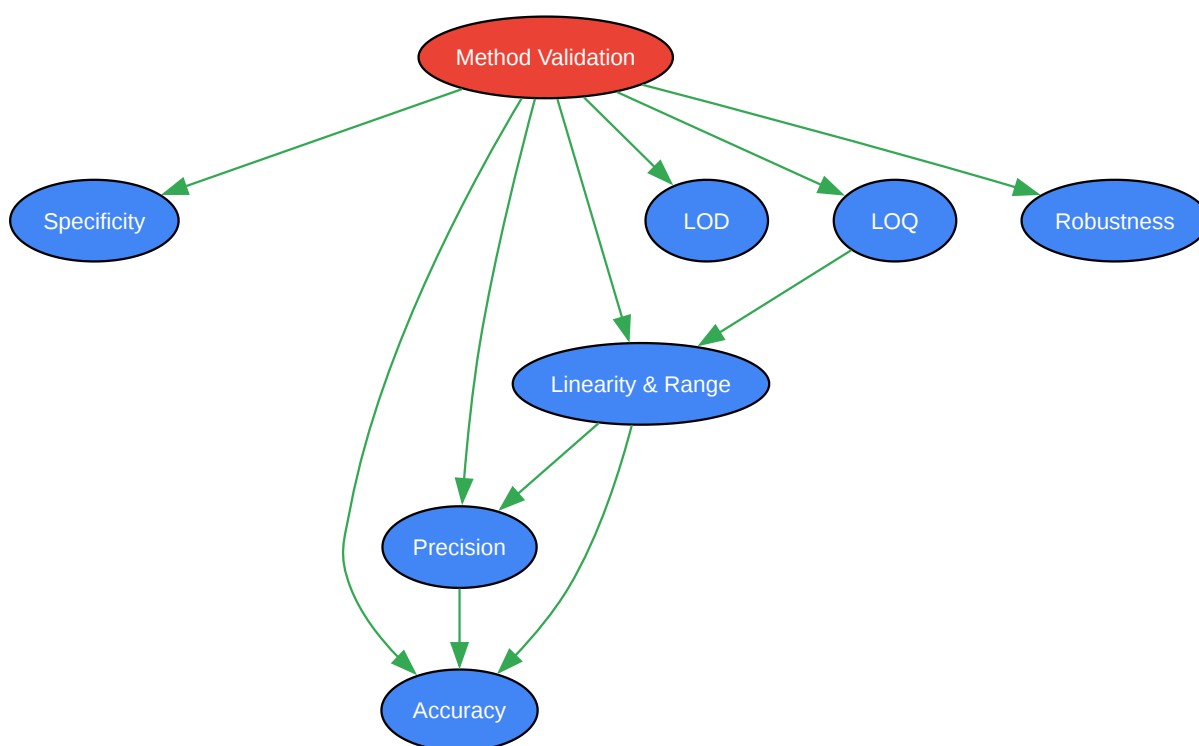 Method Validation
Specificity
LOD
LOQ
Robustness
Linearity & Range
Precision
Accuracy